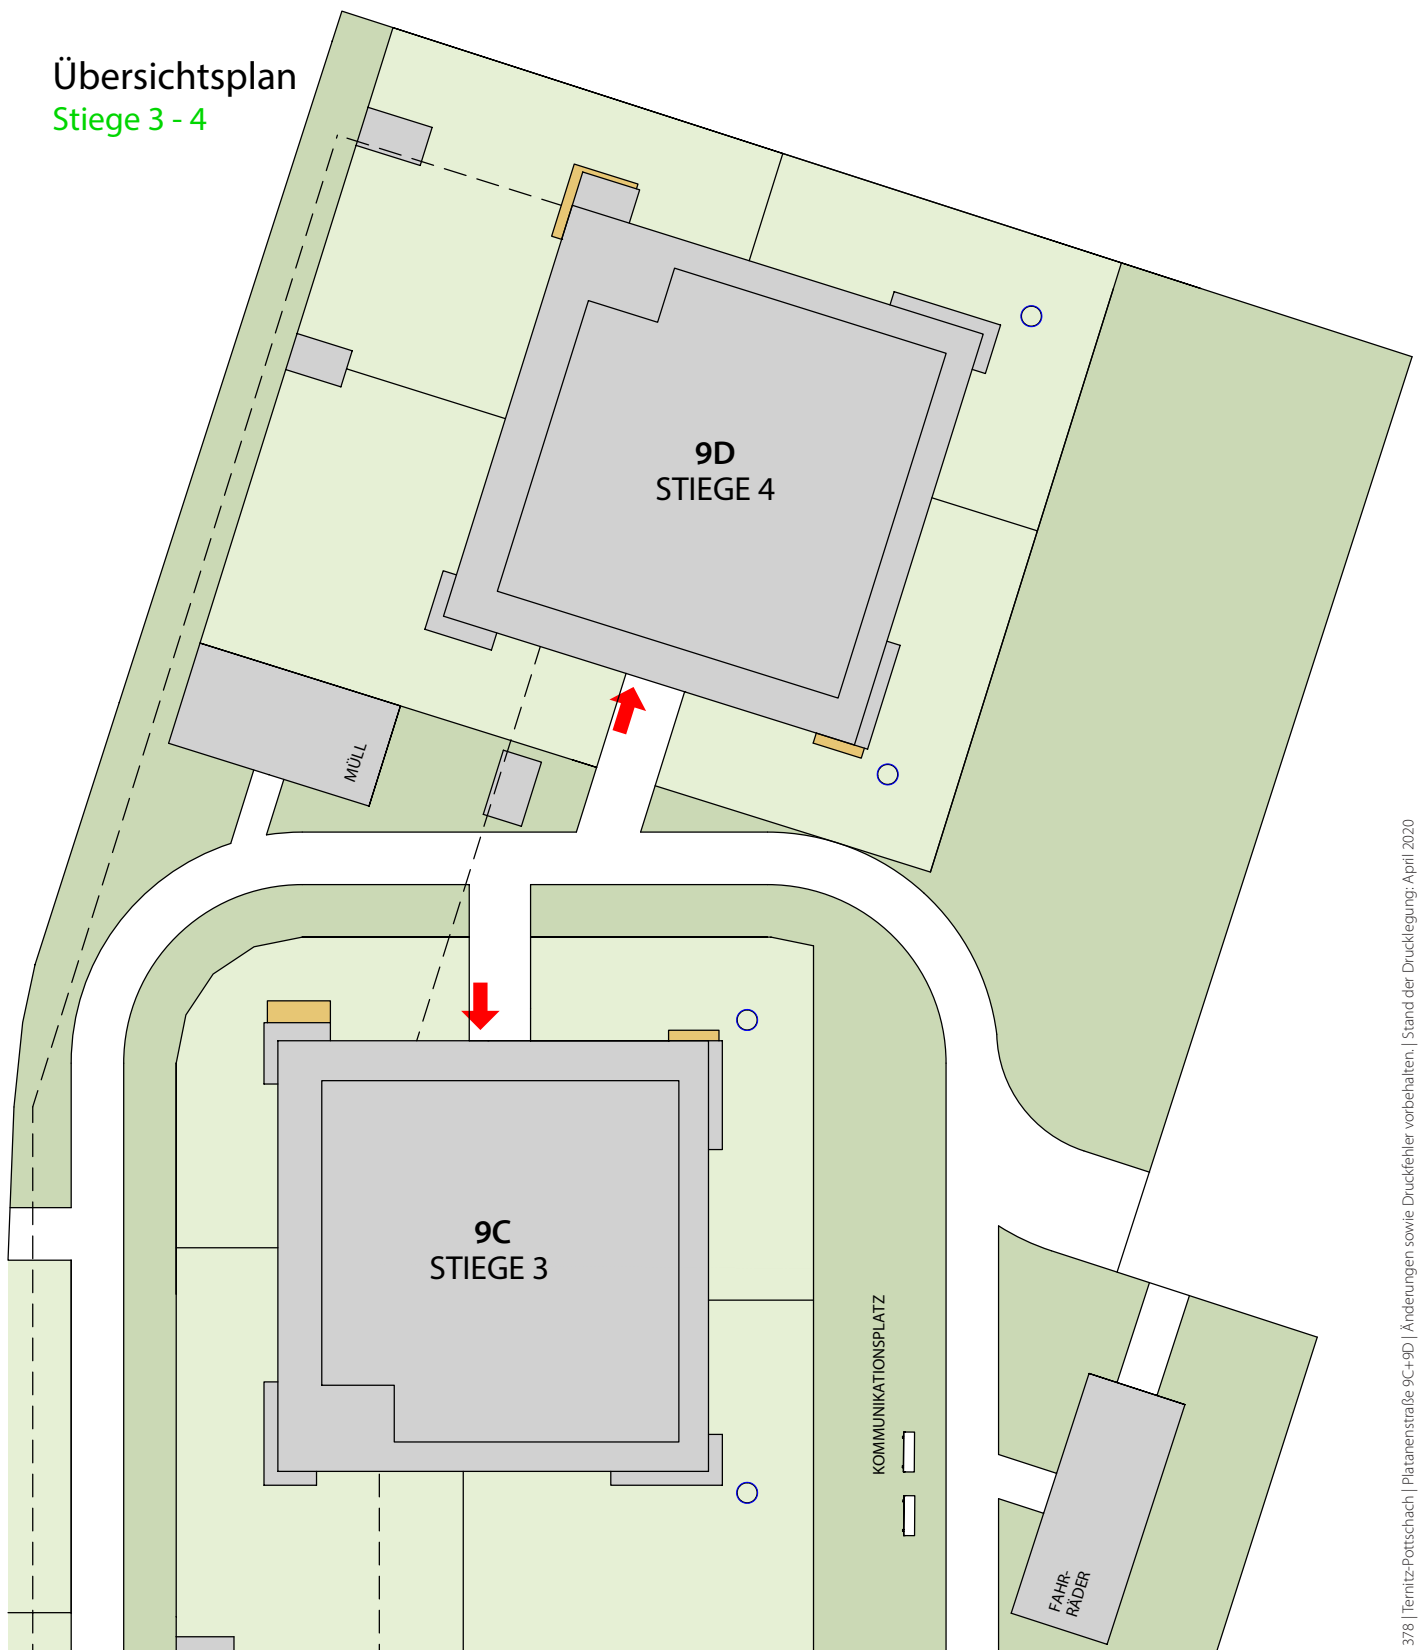 Übersichtsplan
Stiege 3 - 4
9D
STIEGE 4
MÜLL
9C
STIEGE 3
KOMMUNIKATIONSPLATZ
FAHR-
RÄDER
378 | Ternitz-Pottschach | Platanenstraße 9C+9D | Änderungen sowie Druckfehler vorbehalten. | Stand der Drucklegung: April 2020